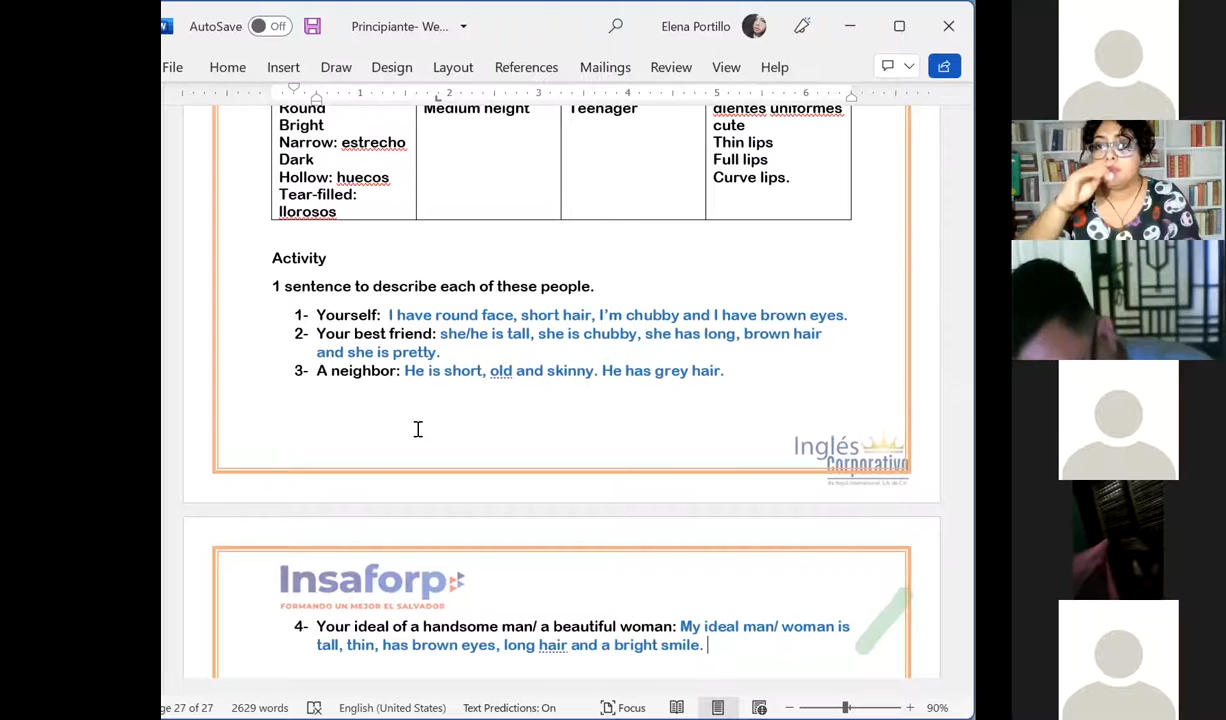 AutoSave Off Principiante- We... Elena Portillo
File Home Insert Draw Design Layout References Mailings Review View Help
1 2 3 4 5 6
Round Medium height Teenager dientes uniformes
Bright cute
Narrow: estrecho Thin lips
Dark Full lips
Hollow: huecos Curve lips.
Tear-filled:
llorosos
Activity
1 sentence to describe each of these people.
1- Yourself: I have round face, short hair, I'm chubby and I have brown eyes.
2- Your best friend: she/he is tall, she is chubby, she has long, brown hair
and she is pretty.
3- A neighbor: He is short, old and skinny. He has grey hair.
Inglés
Corporativo
Insaforp
FORMANDO UN MEJOR EL SALVADOR
4- Your ideal of a handsome man/ a beautiful woman: My ideal man/ woman is
tall, thin, has brown eyes, long hair and a bright smile.
ge 27 of 27 2629 words English (United States) Text Predictions: On Focus 90%